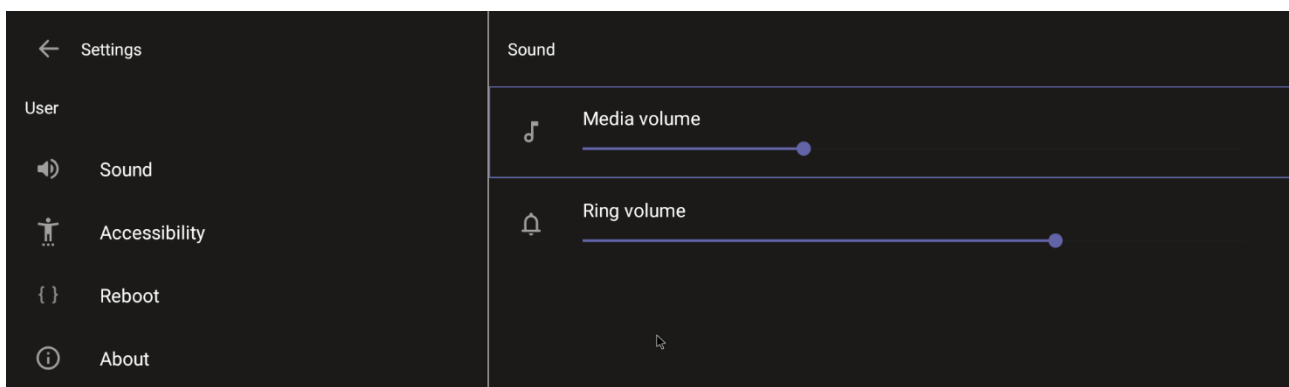 Settings
User
Sound
Accessibility
Reboot
About
Sound
Media volume
Ring volume